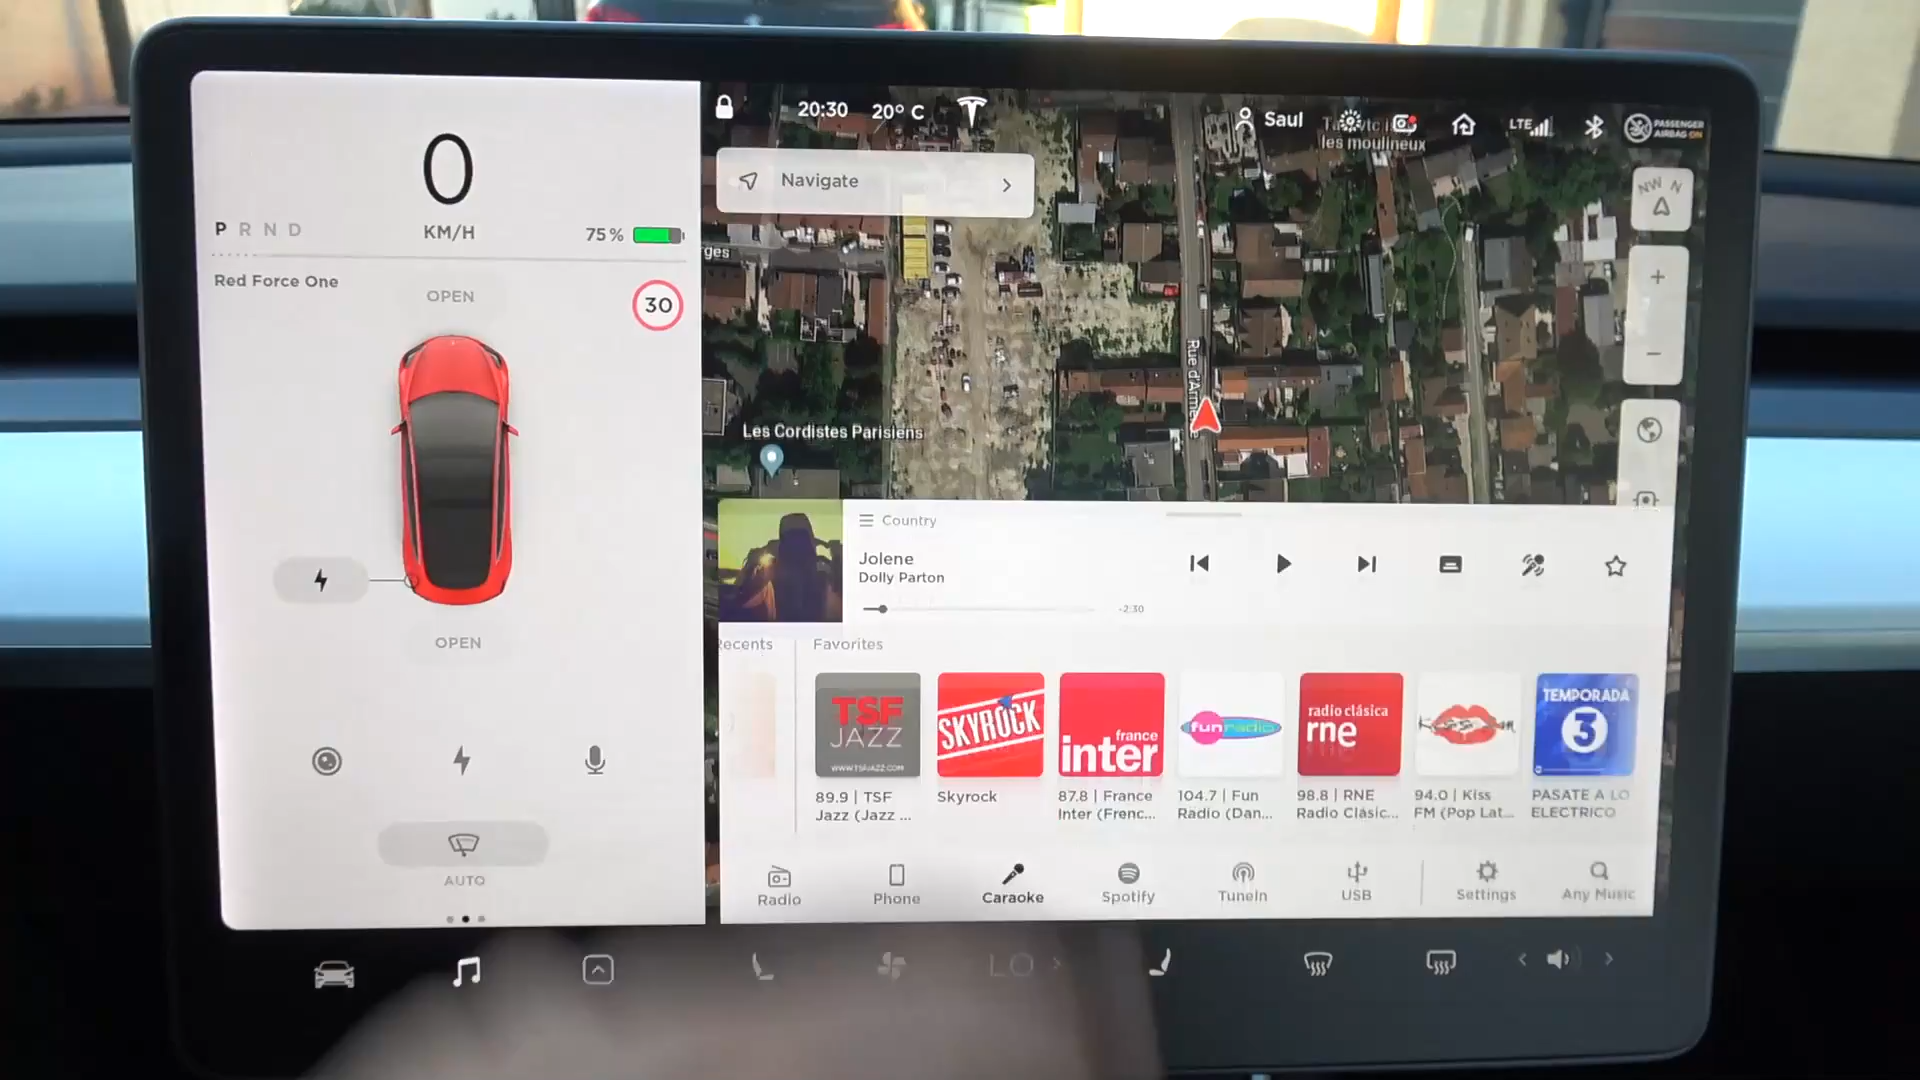 0
KM/H
P R N D
75 %
Red Force One
OPEN
30
OPEN
AUTO
20:30
20° C
Saul
LTE
PASSENGER
AIRBAG ON
les moulineux
Navigate
NW N
Les Cordistes Parisiens
Country
Jolene
Dolly Parton
-2:30
Recents
Favorites
TSF
JAZZ
WWW.TSFJAZZ.COM
SKYROCK
france
inter
funradio
radio clásica
rne
TEMPORADA
3
89.9 | TSF
Jazz (Jazz ...
Skyrock
87.8 | France
Inter (Frenc...
104.7 | Fun
Radio (Dan...
98.8 | RNE
Radio Clasic...
94.0 | Kiss
FM (Pop Lat...
PASATE A LO
ELECTRICO
Radio
Phone
Caraoke
Spotify
TuneIn
USB
Settings
Any Music
LO